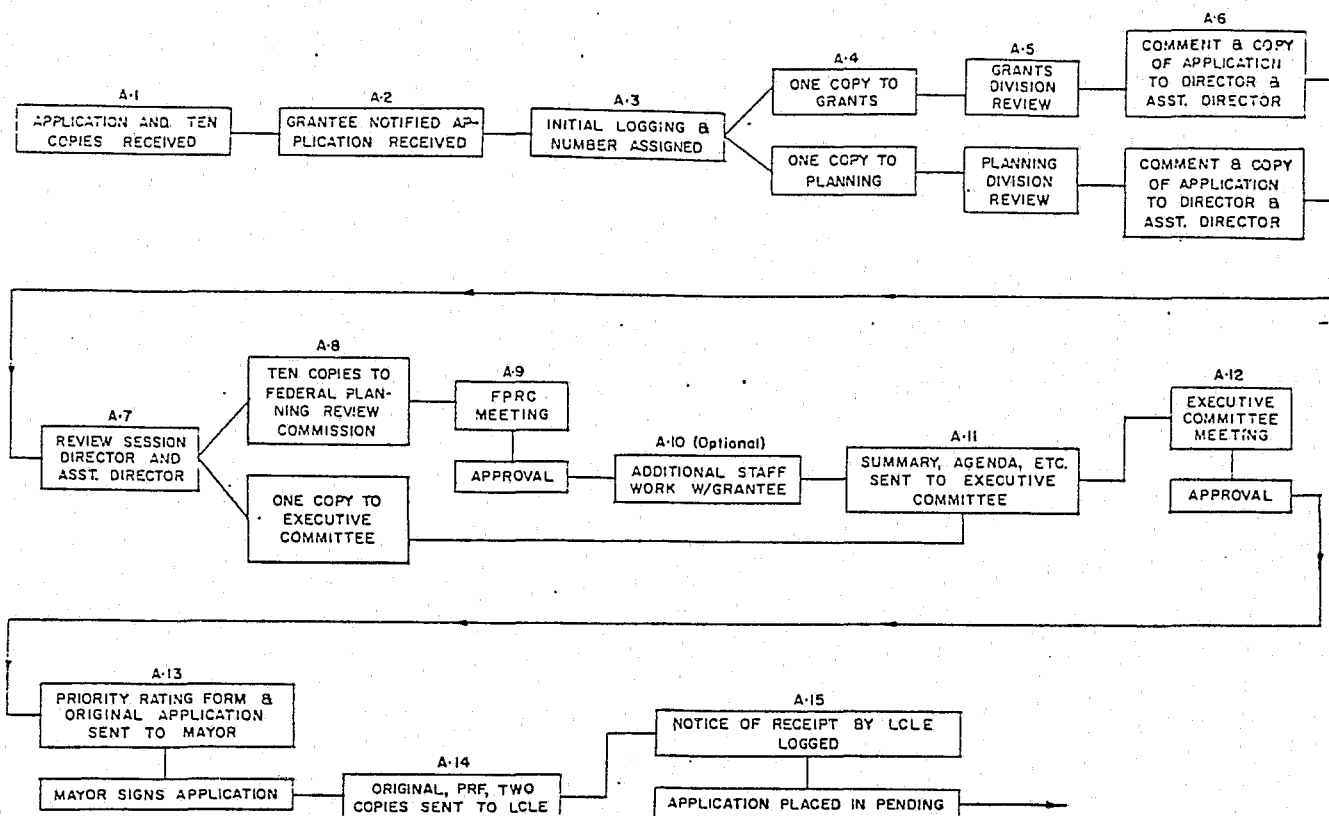 A-1
APPLICATION AND TEN
COPIES RECEIVED
A-2
GRANTEE NOTIFIED AP-
PLICATION RECEIVED
A-3
INITIAL LOGGING &
NUMBER ASSIGNED
A-4
ONE COPY TO
GRANTS
ONE COPY TO
PLANNING
A-5
GRANTS
DIVISION
REVIEW
PLANNING
DIVISION
REVIEW
A-6
COMMENT & COPY
OF APPLICATION
TO DIRECTOR &
ASST. DIRECTOR
COMMENT & COPY
OF APPLICATION
TO DIRECTOR &
ASST. DIRECTOR
A-7
REVIEW SESSION
DIRECTOR AND
ASST. DIRECTOR
A-8
TEN COPIES TO
FEDERAL PLAN-
NING REVIEW
COMMISSION
ONE COPY TO
EXECUTIVE
COMMITTEE
A-9
FPRC
MEETING
APPROVAL
A-10 (Optional)
ADDITIONAL STAFF
WORK W/GRANTEE
A-11
SUMMARY, AGENDA, ETC.
SENT TO EXECUTIVE
COMMITTEE
A-12
EXECUTIVE
COMMITTEE
MEETING
APPROVAL
A-13
PRIORITY RATING FORM &
ORIGINAL APPLICATION
SENT TO MAYOR
MAYOR SIGNS APPLICATION
A-14
ORIGINAL, PRF, TWO
COPIES SENT TO LCLE
A-15
NOTICE OF RECEIPT BY LCLE
LOGGED
APPLICATION PLACED IN PENDING